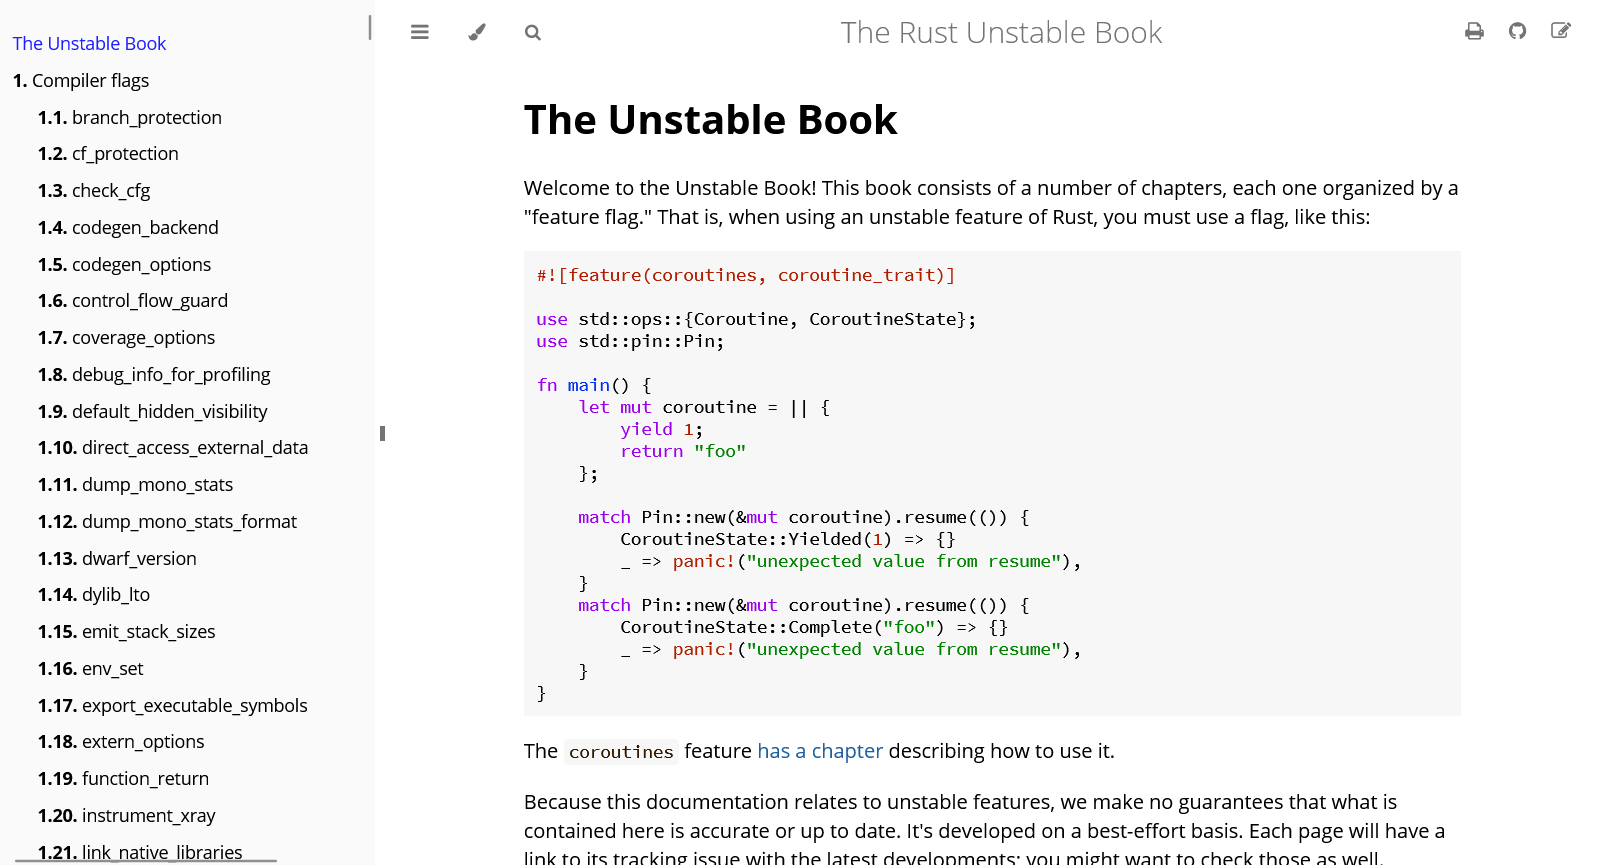 The Unstable Book
1. Compiler flags
1.1. branch_protection
1.2. cf_protection
1.3. check_cfg
1.4. codegen_backend
1.5. codegen_options
1.6. control_flow_guard
1.7. coverage_options
1.8. debug_info_for_profiling
1.9. default_hidden_visibility
1.10. direct_access_external_data
1.11. dump_mono_stats
1.12. dump_mono_stats_format
1.13. dwarf_version
1.14. dylib_lto
1.15. emit_stack_sizes
1.16. env_set
1.17. export_executable_symbols
1.18. extern_options
1.19. function_return
1.20. instrument_xray
1.21. link_native_libraries
The Rust Unstable Book
The Unstable Book
Welcome to the Unstable Book! This book consists of a number of chapters, each one organized by a
"feature flag." That is, when using an unstable feature of Rust, you must use a flag, like this:
#![feature(coroutines, coroutine_trait)]
use std::ops::{Coroutine, CoroutineState};
use std::pin::Pin;
fn main() {
    let mut coroutine = || {
        yield 1;
        return "foo"
    };
    match Pin::new(&mut coroutine).resume(()) {
        CoroutineState::Yielded(1) => {}
        _ => panic!("unexpected value from resume"),
    }
    match Pin::new(&mut coroutine).resume(()) {
        CoroutineState::Complete("foo") => {}
        _ => panic!("unexpected value from resume"),
    }
}
The coroutines feature has a chapter describing how to use it.
Because this documentation relates to unstable features, we make no guarantees that what is
contained here is accurate or up to date. It's developed on a best-effort basis. Each page will have a
link to its tracking issue with the latest developments; you might want to check those as well.